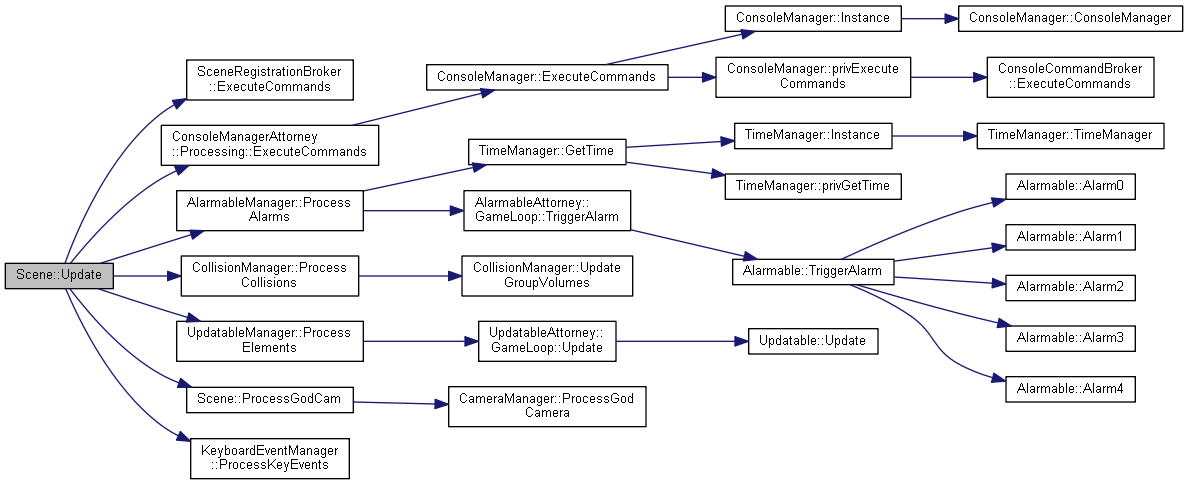 Scene::Update
SceneRegistrationBroker
::ExecuteCommands
ConsoleManagerAttorney
::Processing::ExecuteCommands
AlarmableManager::Process
Alarms
CollisionManager::Process
Collisions
UpdatableManager::Process
Elements
Scene::ProcessGodCam
KeyboardEventManager
::ProcessKeyEvents
ConsoleManager::ExecuteCommands
TimeManager::GetTime
AlarmableAttorney::
GameLoop::TriggerAlarm
CollisionManager::Update
GroupVolumes
UpdatableAttorney::
GameLoop::Update
CameraManager::ProcessGod
Camera
ConsoleManager::Instance
ConsoleManager::privExecute
Commands
TimeManager::Instance
TimeManager::privGetTime
Alarmable::TriggerAlarm
Updatable::Update
ConsoleManager::ConsoleManager
ConsoleCommandBroker
::ExecuteCommands
TimeManager::TimeManager
Alarmable::Alarm0
Alarmable::Alarm1
Alarmable::Alarm2
Alarmable::Alarm3
Alarmable::Alarm4